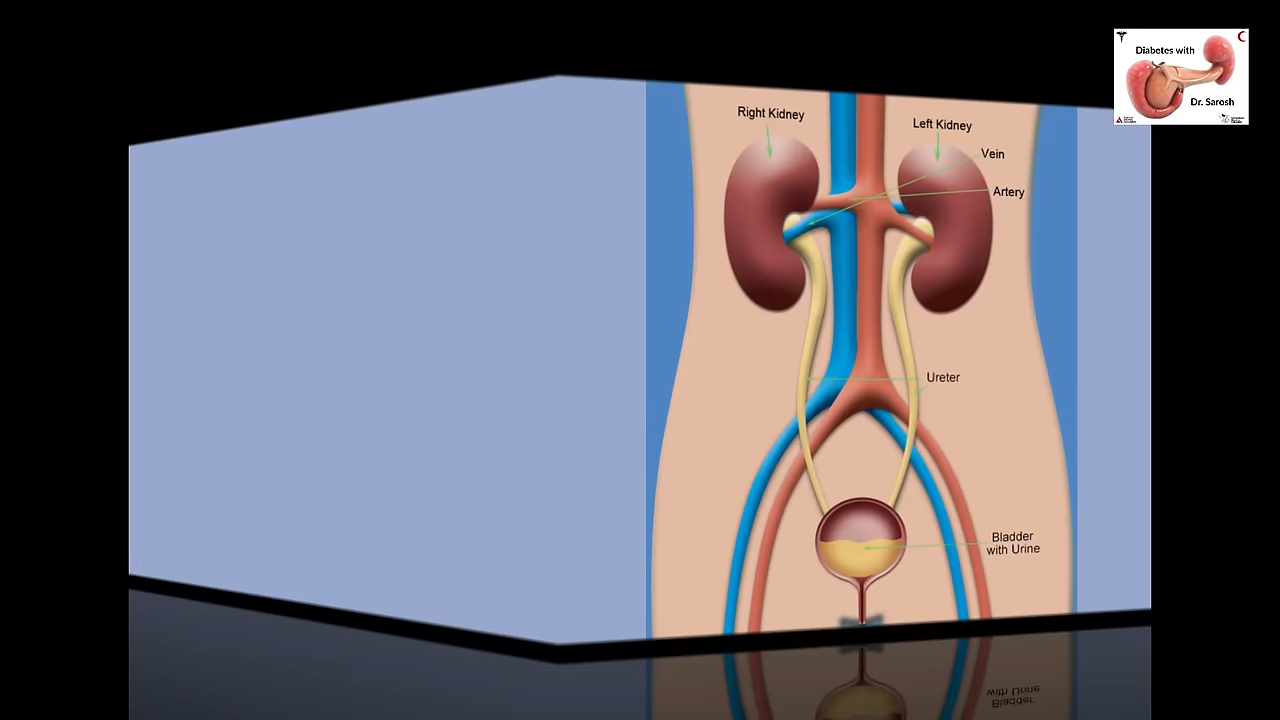 Diabetes with
Dr. Sarosh
Right Kidney
Left Kidney
Vein
Artery
Ureter
Bladder
with Urine